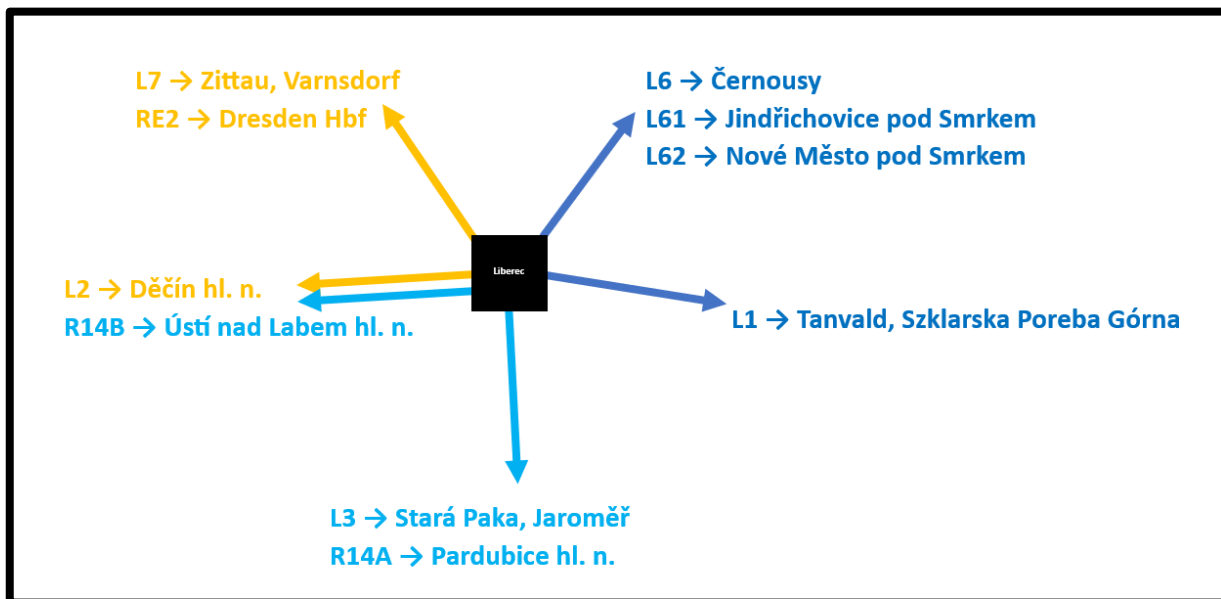 L7 → Zittau, Varnsdorf
RE2 → Dresden Hbf
L6 → Černousy
L61 → Jindřichovice pod Smrkem
L62 → Nové Město pod Smrkem
Liberec
L2 → Děčín hl. n.
R14B → Ústí nad Labem hl. n.
L1 → Tanvald, Szklarska Poreba Górna
L3 → Stará Paka, Jaroměř
R14A → Pardubice hl. n.